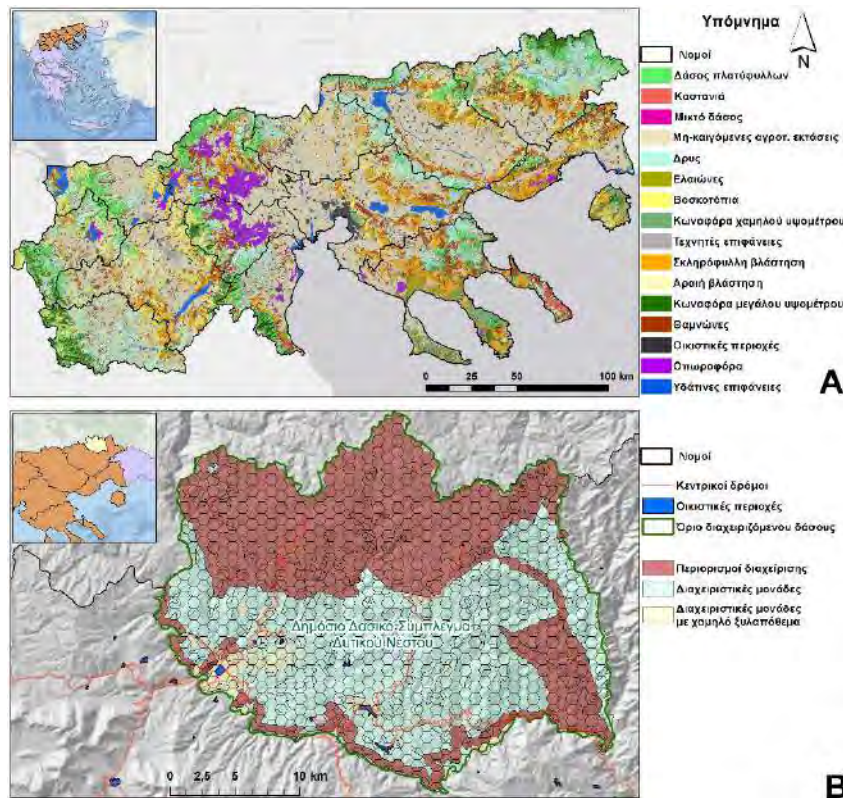 Υπόμνημα
N
Νομοί
Δάσος πλατύφυλλων
Καστανιά
Μικτό δάσος
Μη-καιγόμενες αγροτ. εκτάσεις
Δρυς
Ελαιώνες
Βοσκοτόπια
Κωναφόρα χαμηλού υψομέτρου
Τεχνητές επιφάνειες
Σκληρόφυλλη βλάστηση
Αραιή βλάστηση
Κωναφόρα μεγάλου υψομέτρου
Θαμνώνες
Οικιστικές περιοχές
Οπωροφόρα
Υδάτινες επιφάνειες
0 25 50 100 km
A
Νομοί
Κεντρικοί δρόμοι
Οικιστικές περιοχές
Όριο διαχειριζόμενου δάσους
Περιορισμοί διαχείρισης
Διαχειριστικές μονάδες
Διαχειριστικές μονάδες
με χαμηλό ξυλαπόθεμα
Δημόσιο Δασικό Σύμπλεγμα
Δυτικού Νέστου
0 2,5 5 10 km
B